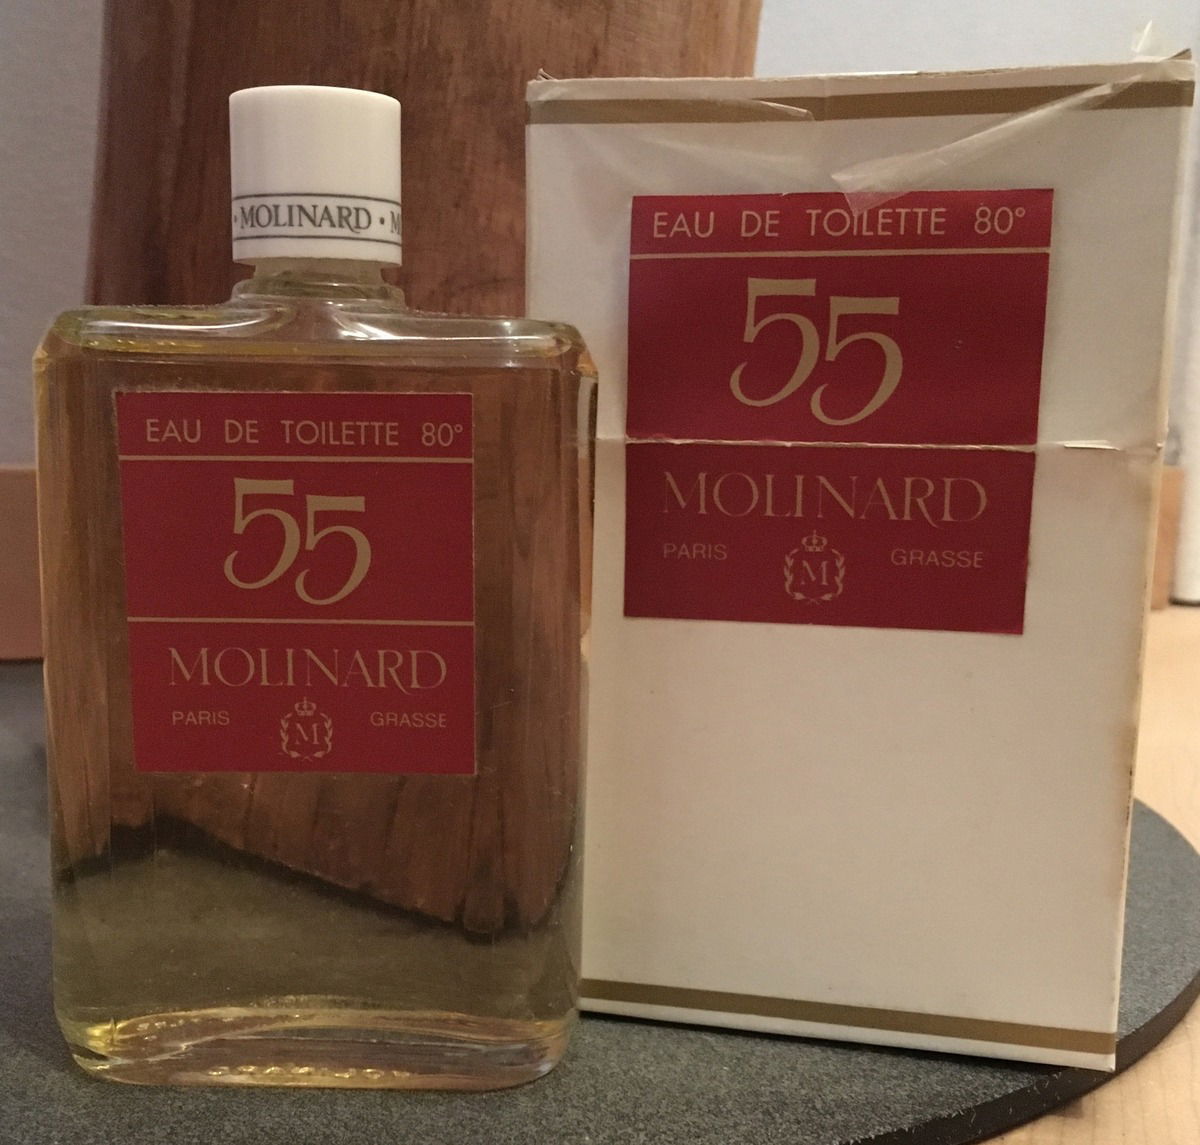 MOLINARD • M
EAU DE TOILETTE 80°
55
MOLINARD
PARIS M GRASSE
EAU DE TOILETTE 80°
55
MOLINARD
PARIS M GRASSE